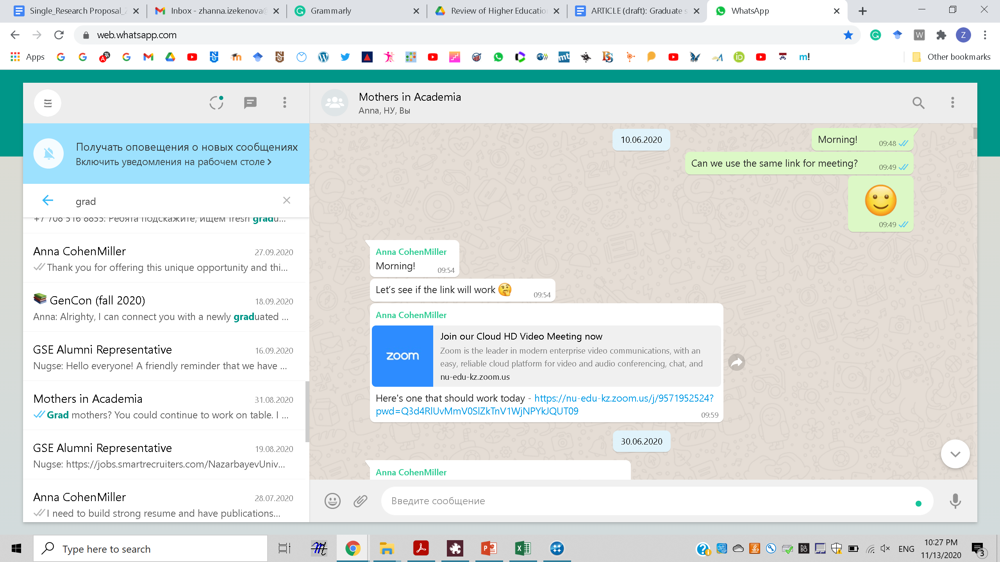 Single_Research Proposal_Z
Inbox - zhanna.izekenova@
Grammarly
Review of Higher Educatio
ARTICLE (draft): Graduate s
WhatsApp
web.whatsapp.com
Apps
Other bookmarks
Получать оповещения о новых сообщениях
Включить уведомления на рабочем столе
grad
+7 708 516 6655: Ребята подскажите, ищем fresh gradu...
Anna CohenMiller
27.09.2020
Thank you for offering this unique opportunity and thi...
GenCon (fall 2020)
18.09.2020
Anna: Alrighty, I can connect you with a newly graduated ...
GSE Alumni Representative
16.09.2020
Nugse: Hello everyone! A friendly reminder that we have ...
Mothers in Academia
31.08.2020
Grad mothers? You could continue to work on table. I ...
GSE Alumni Representative
19.08.2020
Nugse: https://jobs.smartrecruiters.com/NazarbayevUniv...
Anna CohenMiller
28.07.2020
I need to build strong resume and have publications...
Mothers in Academia
Anna, НУ, Вы
10.06.2020
Morning!
09:48
Can we use the same link for meeting?
09:49
09:49
Anna CohenMiller
Morning!
09:54
Let's see if the link will work 🤔
09:54
Anna CohenMiller
zoom
Join our Cloud HD Video Meeting now
Zoom is the leader in modern enterprise video communications, with an
easy, reliable cloud platform for video and audio conferencing, chat, and
nu-edu-kz.zoom.us
Here's one that should work today - https://nu-edu-kz.zoom.us/j/9571952524?
pwd=Q3d4RlUvMmV0SlZkTnV1WjNPYkJQUT09
09:59
30.06.2020
Anna CohenMiller
Введите сообщение
Type here to search
ENG
10:27 PM
11/13/2020
3